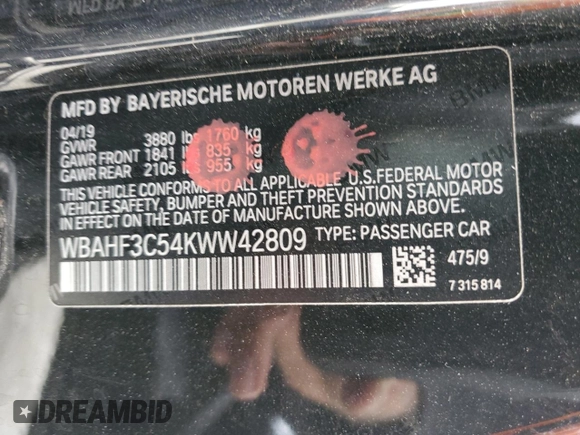 MFD BY BAYERISCHE MOTOREN WERKE AG
04/19
GVWR 3880 lbs 1760 kg
GAWR FRONT 1841 lbs 835 kg
GAWR REAR 2105 lbs 955 kg
THIS VEHICLE CONFORMS TO ALL APPLICABLE U.S.FEDERAL MOTOR
VEHICLE SAFETY, BUMPER AND THEFT PREVENTION STANDARDS
IN EFFECT ON THE DATE OF MANUFACTURE SHOWN ABOVE.
WBAHF3C54KWW42809 TYPE: PASSENGER CAR
475/9
7 315 814
DREAMBID